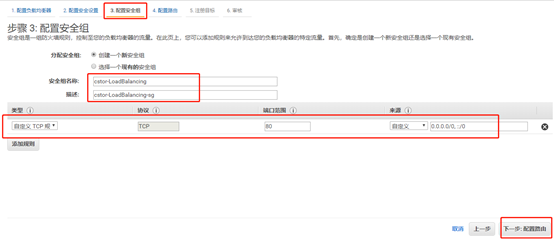 1. 配置负载均衡器 2. 配置安全设置 3. 配置安全组 4. 配置路由 5. 注册目标 6. 审核
步骤 3: 配置安全组
安全组是一组防火墙规则，控制至您的负载均衡器的流量。在此页上，您可以添加规则来允许到达您的负载均衡器的特定流量。首先，确定是创建一个新安全组还是选择一个现有安全组。
分配安全组: 创建一个新安全组
选择一个现有的安全组
安全组名称: cstor-LoadBalancing
描述: cstor-LoadBalancing-sg
类型 协议 端口范围 来源
自定义 TCP 规 TCP 80 自定义 0.0.0.0/0, ::/0
添加规则
取消 上一步 下一步: 配置路由